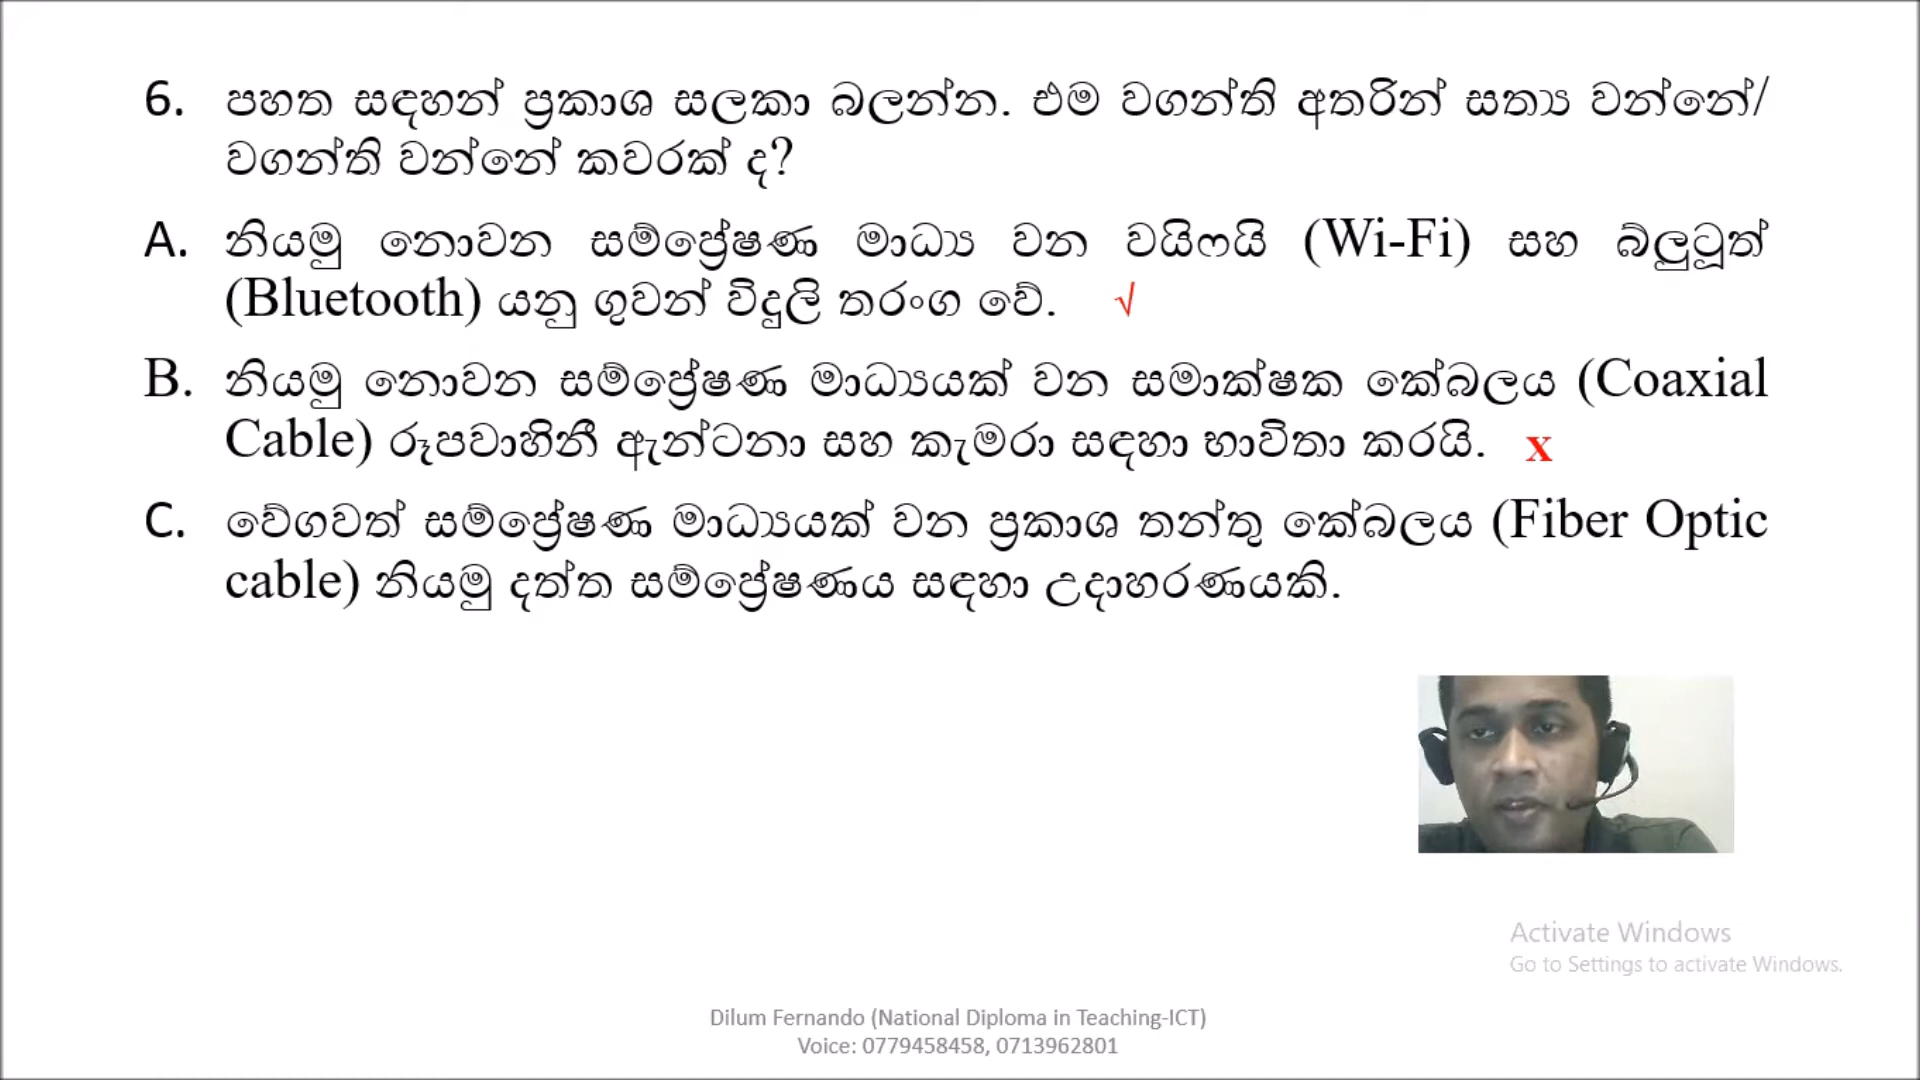 6. පහත සඳහන් ප්‍රකාශ සලකා බලන්න. එම වගන්ති අතරින් සත්‍ය වන්නේ/
වගන්ති වන්නේ කවරක් ද?
A. නියමු නොවන සම්ප්‍රේෂණ මාධ්‍ය වන වයිෆයි (Wi-Fi) සහ බ්ලුටූත්
(Bluetooth) යනු ගුවන් විදුලි තරංග වේ. √
B. නියමු නොවන සම්ප්‍රේෂණ මාධ්‍යයක් වන සමාක්ෂක කේබලය (Coaxial
Cable) රූපවාහිනී ඇන්ටනා සහ කැමරා සඳහා භාවිතා කරයි. x
C. වේගවත් සම්ප්‍රේෂණ මාධ්‍යයක් වන ප්‍රකාශ තන්තු කේබලය (Fiber Optic
cable) නියමු දත්ත සම්ප්‍රේෂණය සඳහා උදාහරණයකි.
Activate Windows
Go to Settings to activate Windows.
Dilum Fernando (National Diploma in Teaching-ICT)
Voice: 0779458458, 0713962801